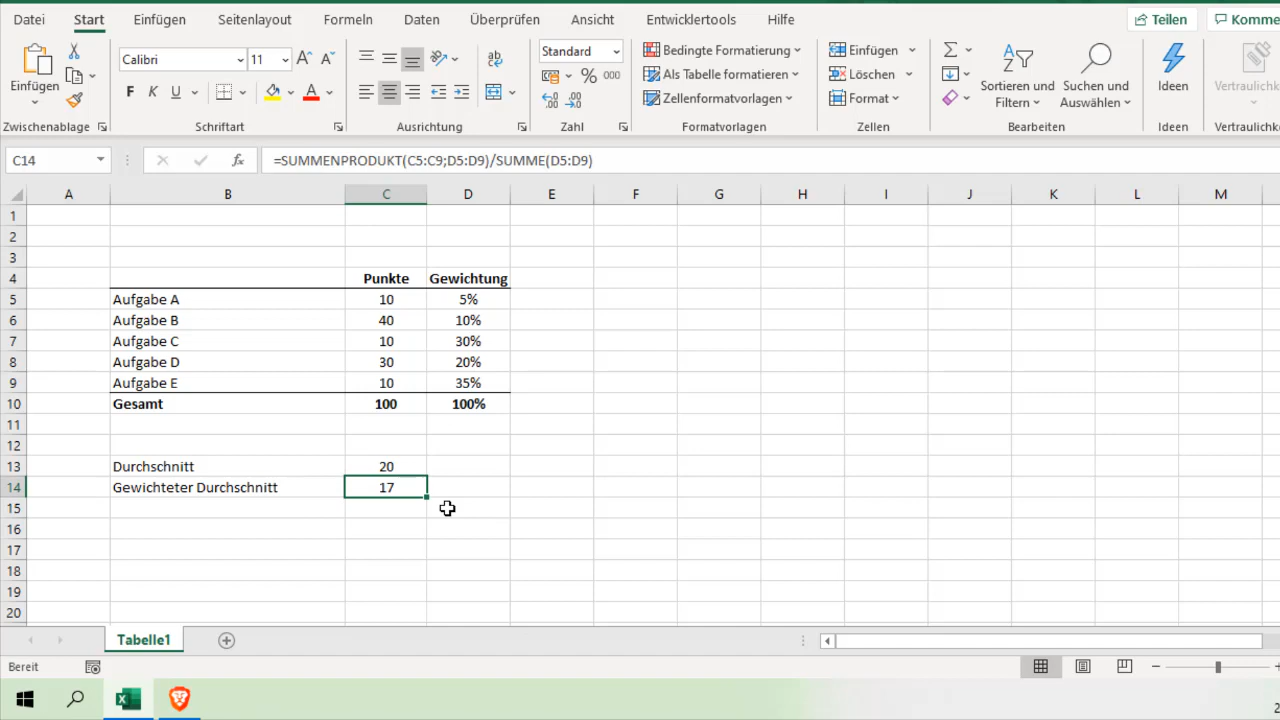 Datei Start Einfügen Seitenlayout Formeln Daten Überprüfen Ansicht Entwicklertools Hilfe Teilen Komme
Einfügen Calibri 11 A A Standard Bedingte Formatierung Einfügen
F K U A % 000 Als Tabelle formatieren Löschen Sortieren und Filtern Suchen und Auswählen Ideen Vertraulichk
Zellenformatvorlagen Format
Zwischenablage Schriftart Ausrichtung Zahl Formatvorlagen Zellen Bearbeiten Ideen Vertraulichk
C14 fx =SUMMENPRODUKT(C5:C9;D5:D9)/SUMME(D5:D9)
A B C D E F G H I J K L M
1
2
3
4 Punkte Gewichtung
5 Aufgabe A 10 5%
6 Aufgabe B 40 10%
7 Aufgabe C 10 30%
8 Aufgabe D 30 20%
9 Aufgabe E 10 35%
10 Gesamt 100 100%
11
12
13 Durchschnitt 20
14 Gewichteter Durchschnitt 17
15
16
17
18
19
20
Tabelle1
Bereit
2